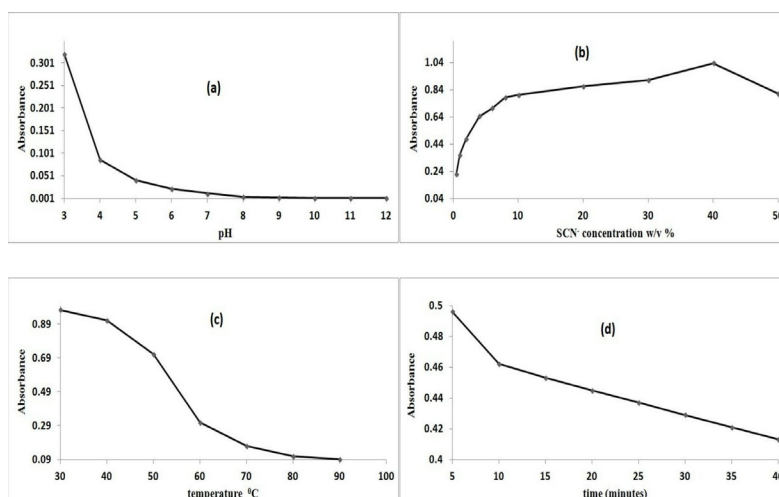 (a)
Absorbance
0.301
0.251
0.201
0.151
0.101
0.051
0.001
3 4 5 6 7 8 9 10 11 12
pH
(b)
Absorbance
1.04
0.84
0.64
0.44
0.24
0.04
0 10 20 30 40 50
SCN- concentration w/v %
(c)
Absorbance
0.89
0.69
0.49
0.29
0.09
30 40 50 60 70 80 90 100
temperature 0C
(d)
Absorbance
0.5
0.48
0.46
0.44
0.42
0.4
5 10 15 20 25 30 35 40
time (minutes)